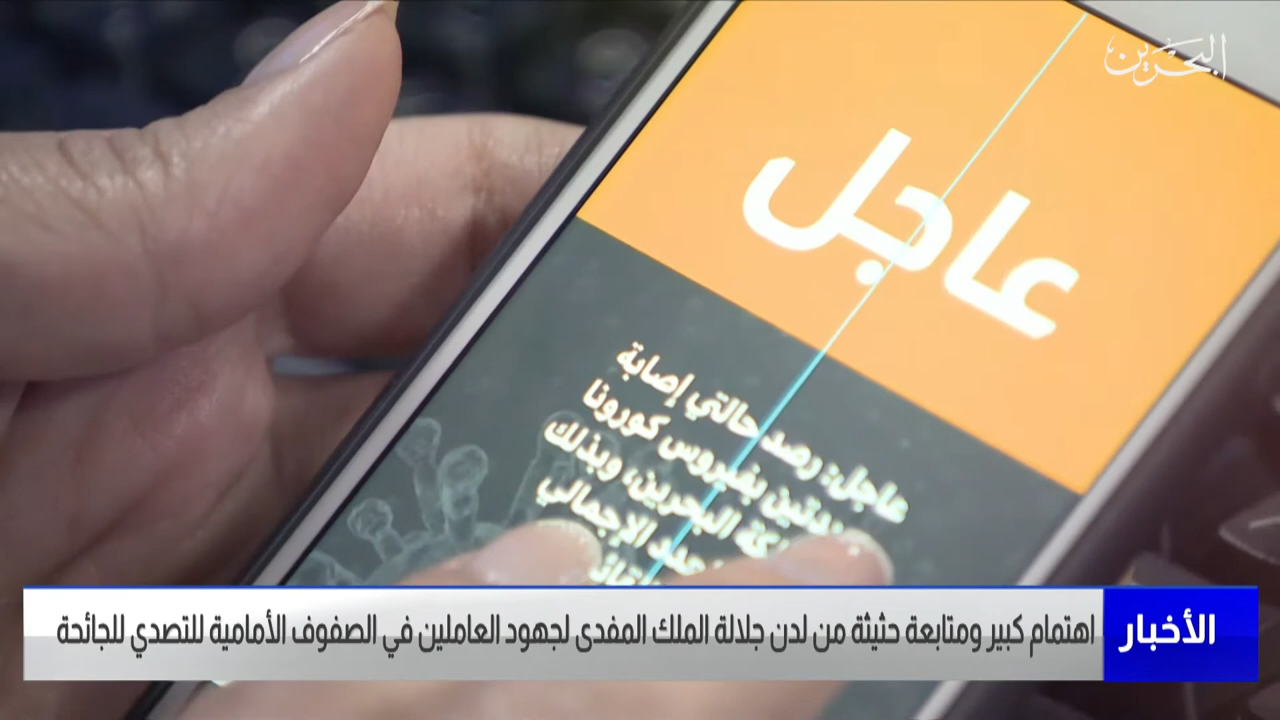 البحرين
عاجل
عاجل: رصد حالتي إصابة
بفيروس كورونا
البحرين، وبذلك
الإجمالي
الأخبار
اهتمام كبير ومتابعة حثيثة من لدن جلالة الملك المفدى لجهود العاملين في الصفوف الأمامية للتصدي للجائحة